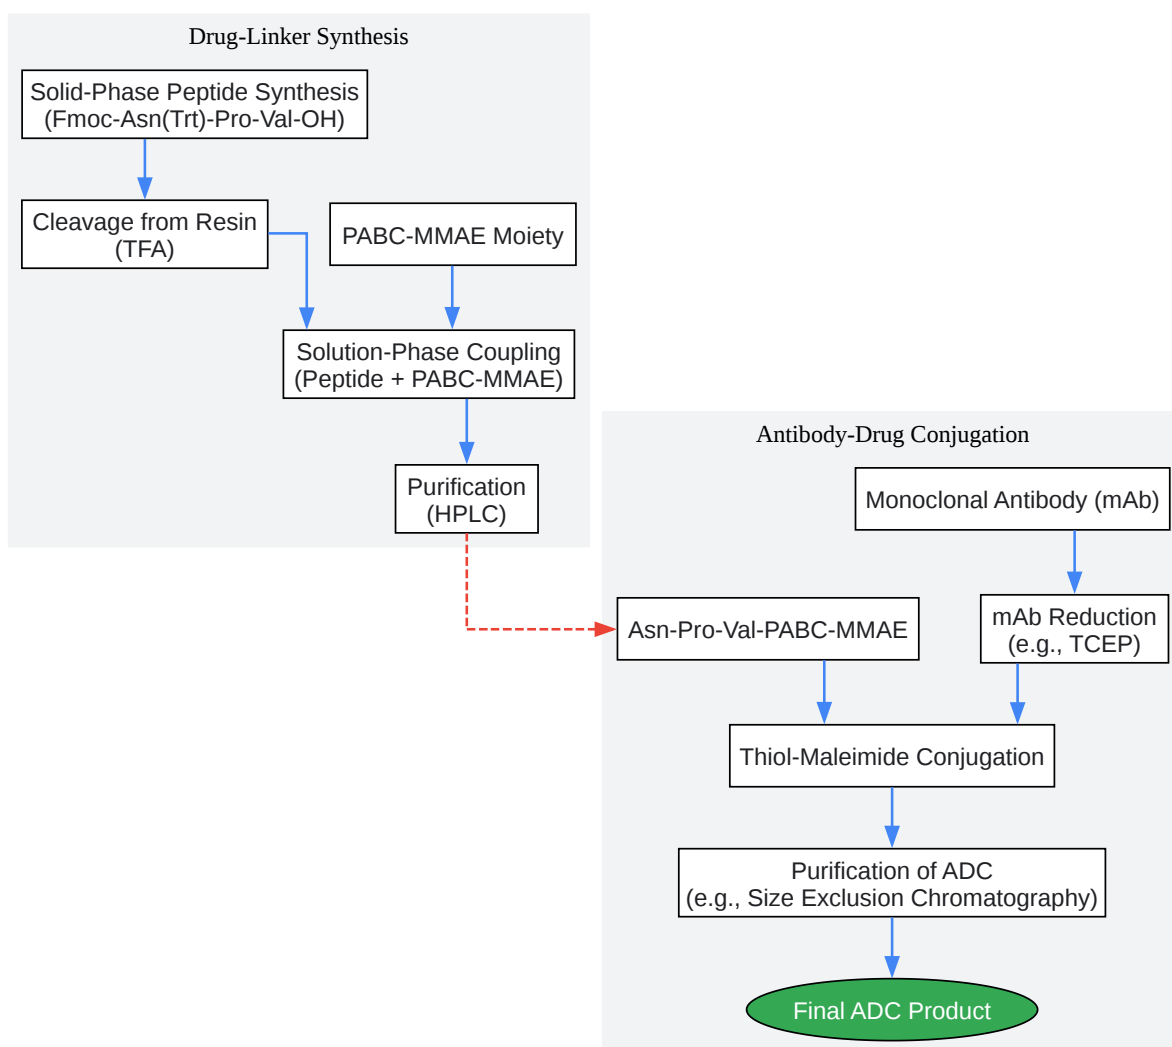 Drug-Linker Synthesis
Solid-Phase Peptide Synthesis
(Fmoc-Asn(Trt)-Pro-Val-OH)
Cleavage from Resin
(TFA)
PABC-MMAE Moiety
Solution-Phase Coupling
(Peptide + PABC-MMAE)
Purification
(HPLC)
Antibody-Drug Conjugation
Monoclonal Antibody (mAb)
Asn-Pro-Val-PABC-MMAE
mAb Reduction
(e.g., TCEP)
Thiol-Maleimide Conjugation
Purification of ADC
(e.g., Size Exclusion Chromatography)
Final ADC Product